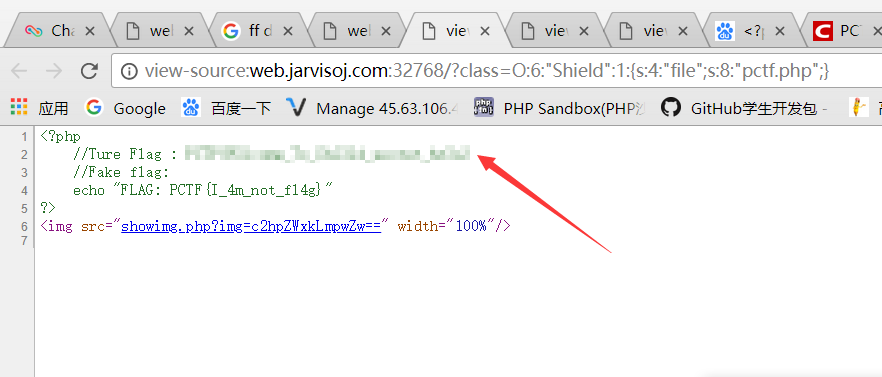 Cha
wel
ff d
wel
view
view
view
<?p
PC
view-source:web.jarvisoj.com:32768/?class=O:6:"Shield":1:{s:4:"file";s:8:"pctf.php";}
应用 Google 百度一下 Manage 45.63.106. PHP Sandbox(PHP沙 GitHub学生开发包 -
1 <?php
2 //Ture Flag :
3 //Fake flag:
4 echo "FLAG: PCTF{I_4m_not_fl4g}"
5 ?>
6 <img src="showimg.php?img=c2hpZWxkLmpwZw==" width="100%"/>
7